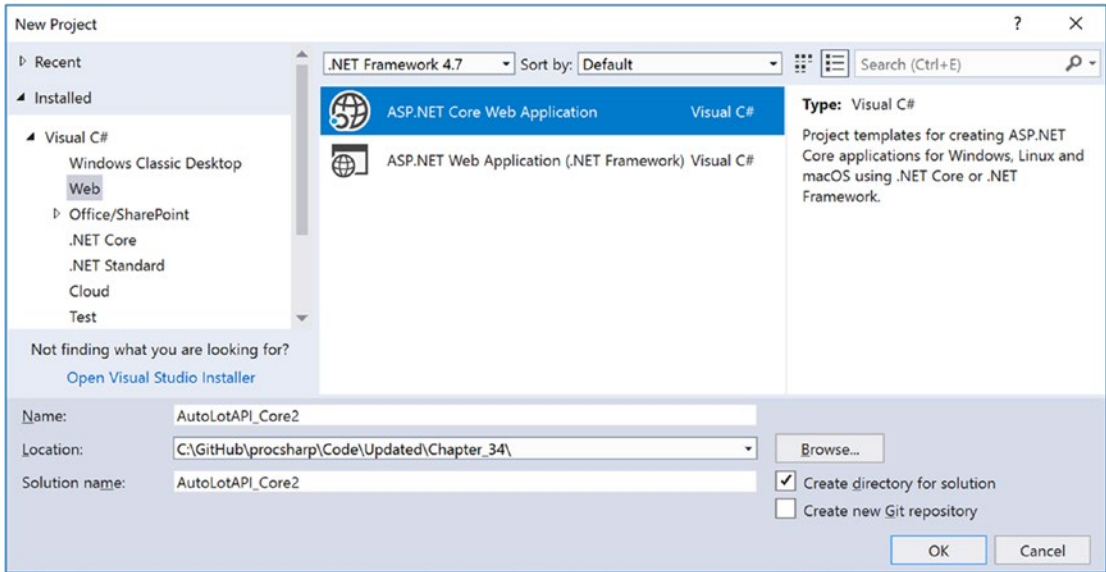 New Project
?
Recent
Installed
Visual C#
Windows Classic Desktop
Web
Office/SharePoint
.NET Core
.NET Standard
Cloud
Test
Not finding what you are looking for?
Open Visual Studio Installer
.NET Framework 4.7
Sort by: Default
Search (Ctrl+E)
ASP.NET Core Web Application Visual C#
ASP.NET Web Application (.NET Framework) Visual C#
Type: Visual C#
Project templates for creating ASP.NET
Core applications for Windows, Linux and
macOS using .NET Core or .NET
Framework.
Name: AutoLotAPI_Core2
Location: C:\GitHub\procsharp\Code\Updated\Chapter_34\
Browse...
Solution name: AutoLotAPI_Core2
Create directory for solution
Create new Git repository
OK Cancel